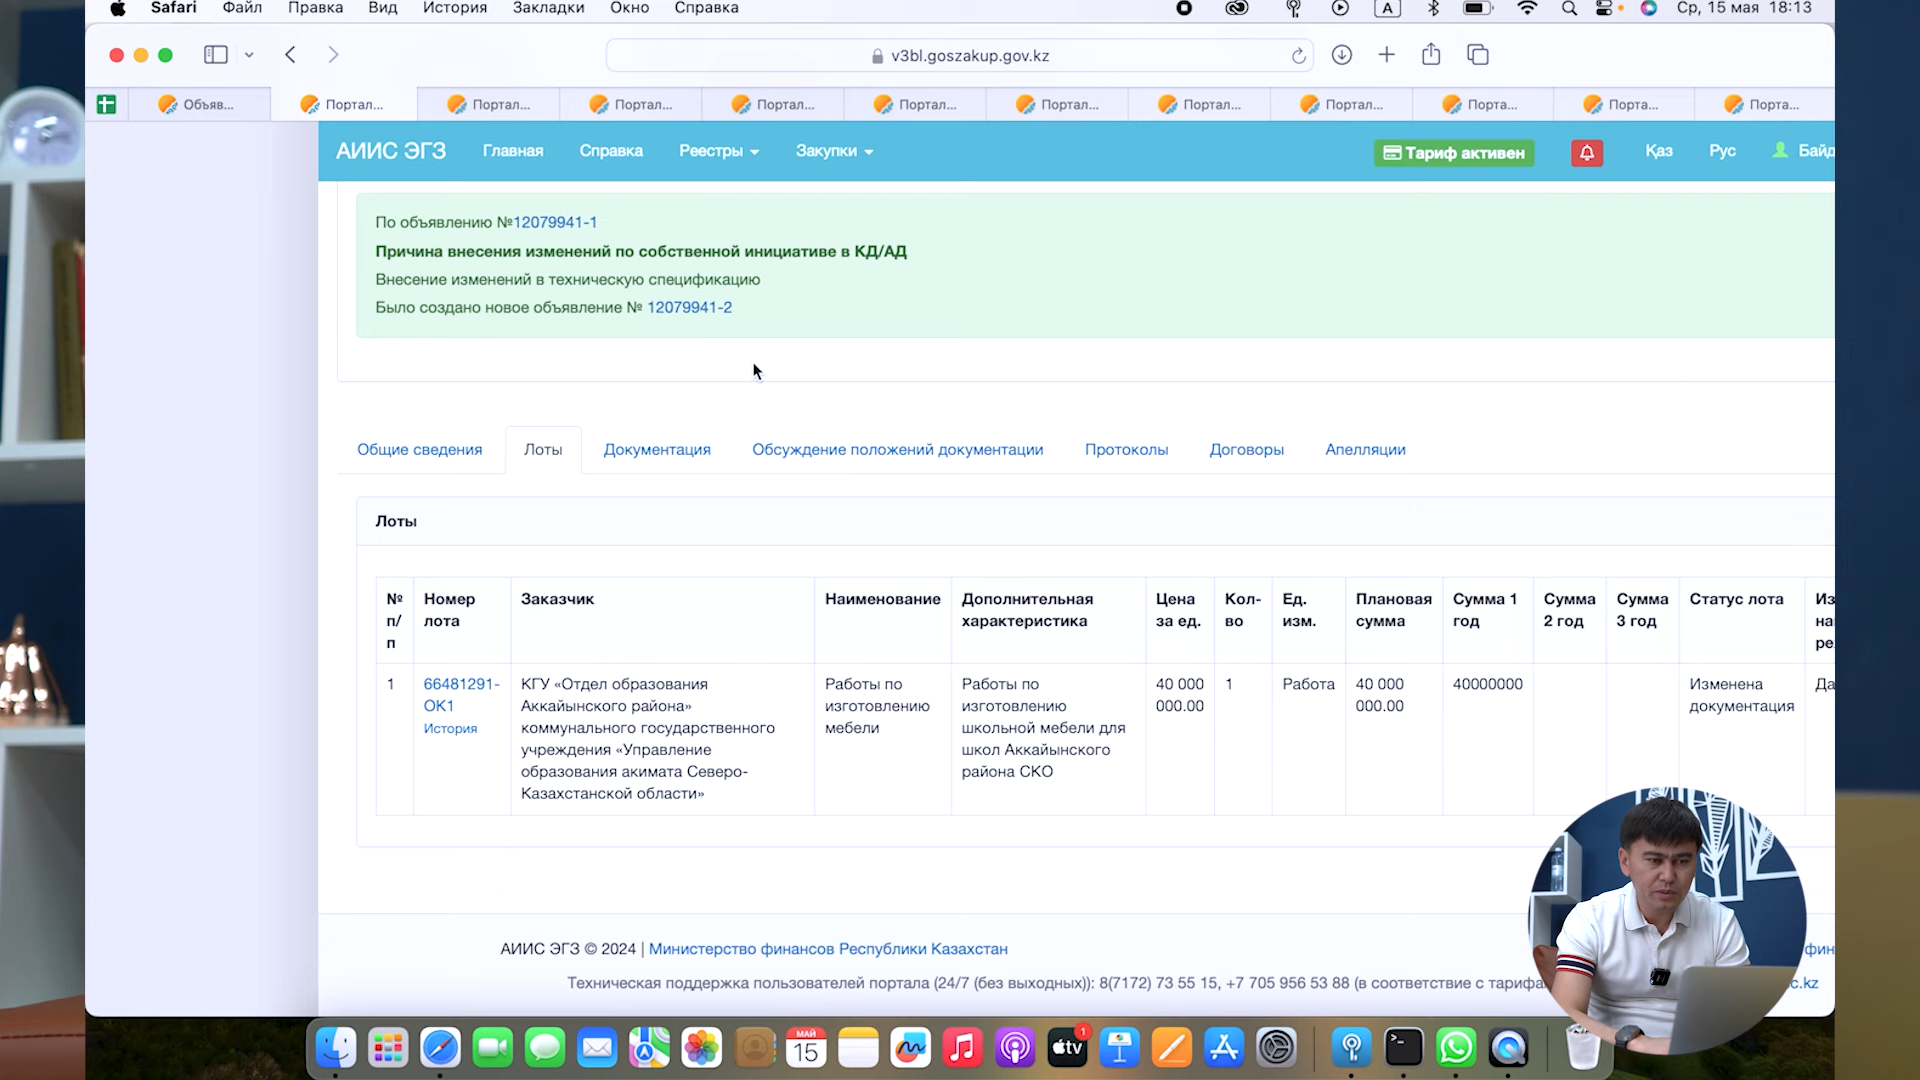 Safari Файл Правка Вид История Закладки Окно Справка A Ср, 15 мая 18:13
v3bl.goszakup.gov.kz
Объяв... Портал... Портал... Портал... Портал... Портал... Портал... Портал... Портал... Порта... Порта... Порта...
АИИС ЭГЗ Главная Справка Реестры Закупки Тариф активен Қаз Рус Байд
По объявлению №12079941-1
Причина внесения изменений по собственной инициативе в КД/АД
Внесение изменений в техническую спецификацию
Было создано новое объявление № 12079941-2
Общие сведения Лоты Документация Обсуждение положений документации Протоколы Договоры Апелляции
Лоты
№ Номер Заказчик Наименование Дополнительная Цена Кол- Ед. Плановая Сумма 1 Сумма Сумма Статус лота Из
п/ лота характеристика за ед. во изм. сумма год 2 год 3 год на
п ре
1 66481291- КГУ «Отдел образования Работы по Работы по 40 000 1 Работа 40 000 40000000 Изменена Да
ОК1 Аккайынского района» изготовлению изготовлению 000.00 000.00 документация
История коммунального государственного мебели школьной мебели для
учреждения «Управление школ Аккайынского
образования акимата Северо- района СКО
Казахстанской области»
АИИС ЭГЗ © 2024 | Министерство финансов Республики Казахстан фин
Техническая поддержка пользователей портала (24/7 (без выходных)): 8(7172) 73 55 15, +7 705 956 53 88 (в соответствие с тарифа c.kz
МАЙ
15
tv
1